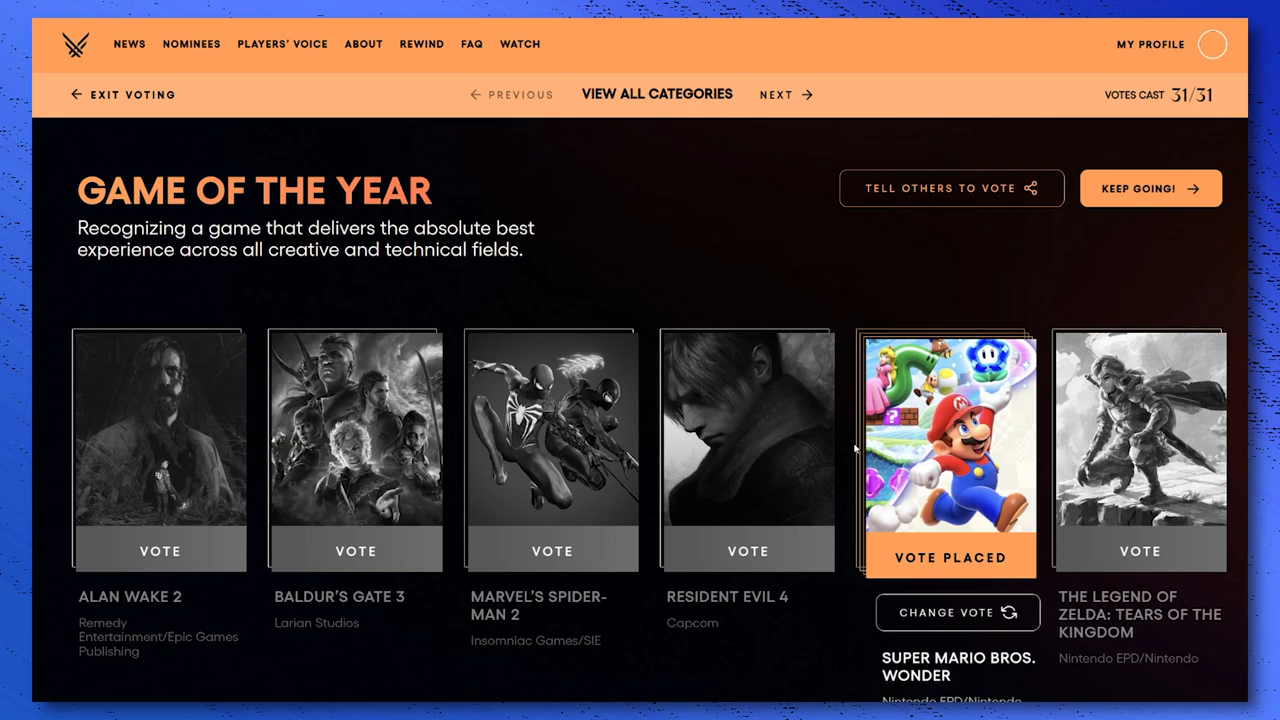 NEWS NOMINEES PLAYERS' VOICE ABOUT REWIND FAQ WATCH MY PROFILE
← EXIT VOTING ← PREVIOUS VIEW ALL CATEGORIES NEXT → VOTES CAST 31/31
GAME OF THE YEAR
Recognizing a game that delivers the absolute best
experience across all creative and technical fields.
TELL OTHERS TO VOTE
KEEP GOING! →
VOTE
ALAN WAKE 2
Remedy
Entertainment/Epic Games
Publishing
VOTE
BALDUR'S GATE 3
Larian Studios
VOTE
MARVEL'S SPIDER-
MAN 2
Insomniac Games/SIE
VOTE
RESIDENT EVIL 4
Capcom
VOTE PLACED
CHANGE VOTE
SUPER MARIO BROS.
WONDER
Nintendo EPD/Nintendo
VOTE
THE LEGEND OF
ZELDA: TEARS OF THE
KINGDOM
Nintendo EPD/Nintendo